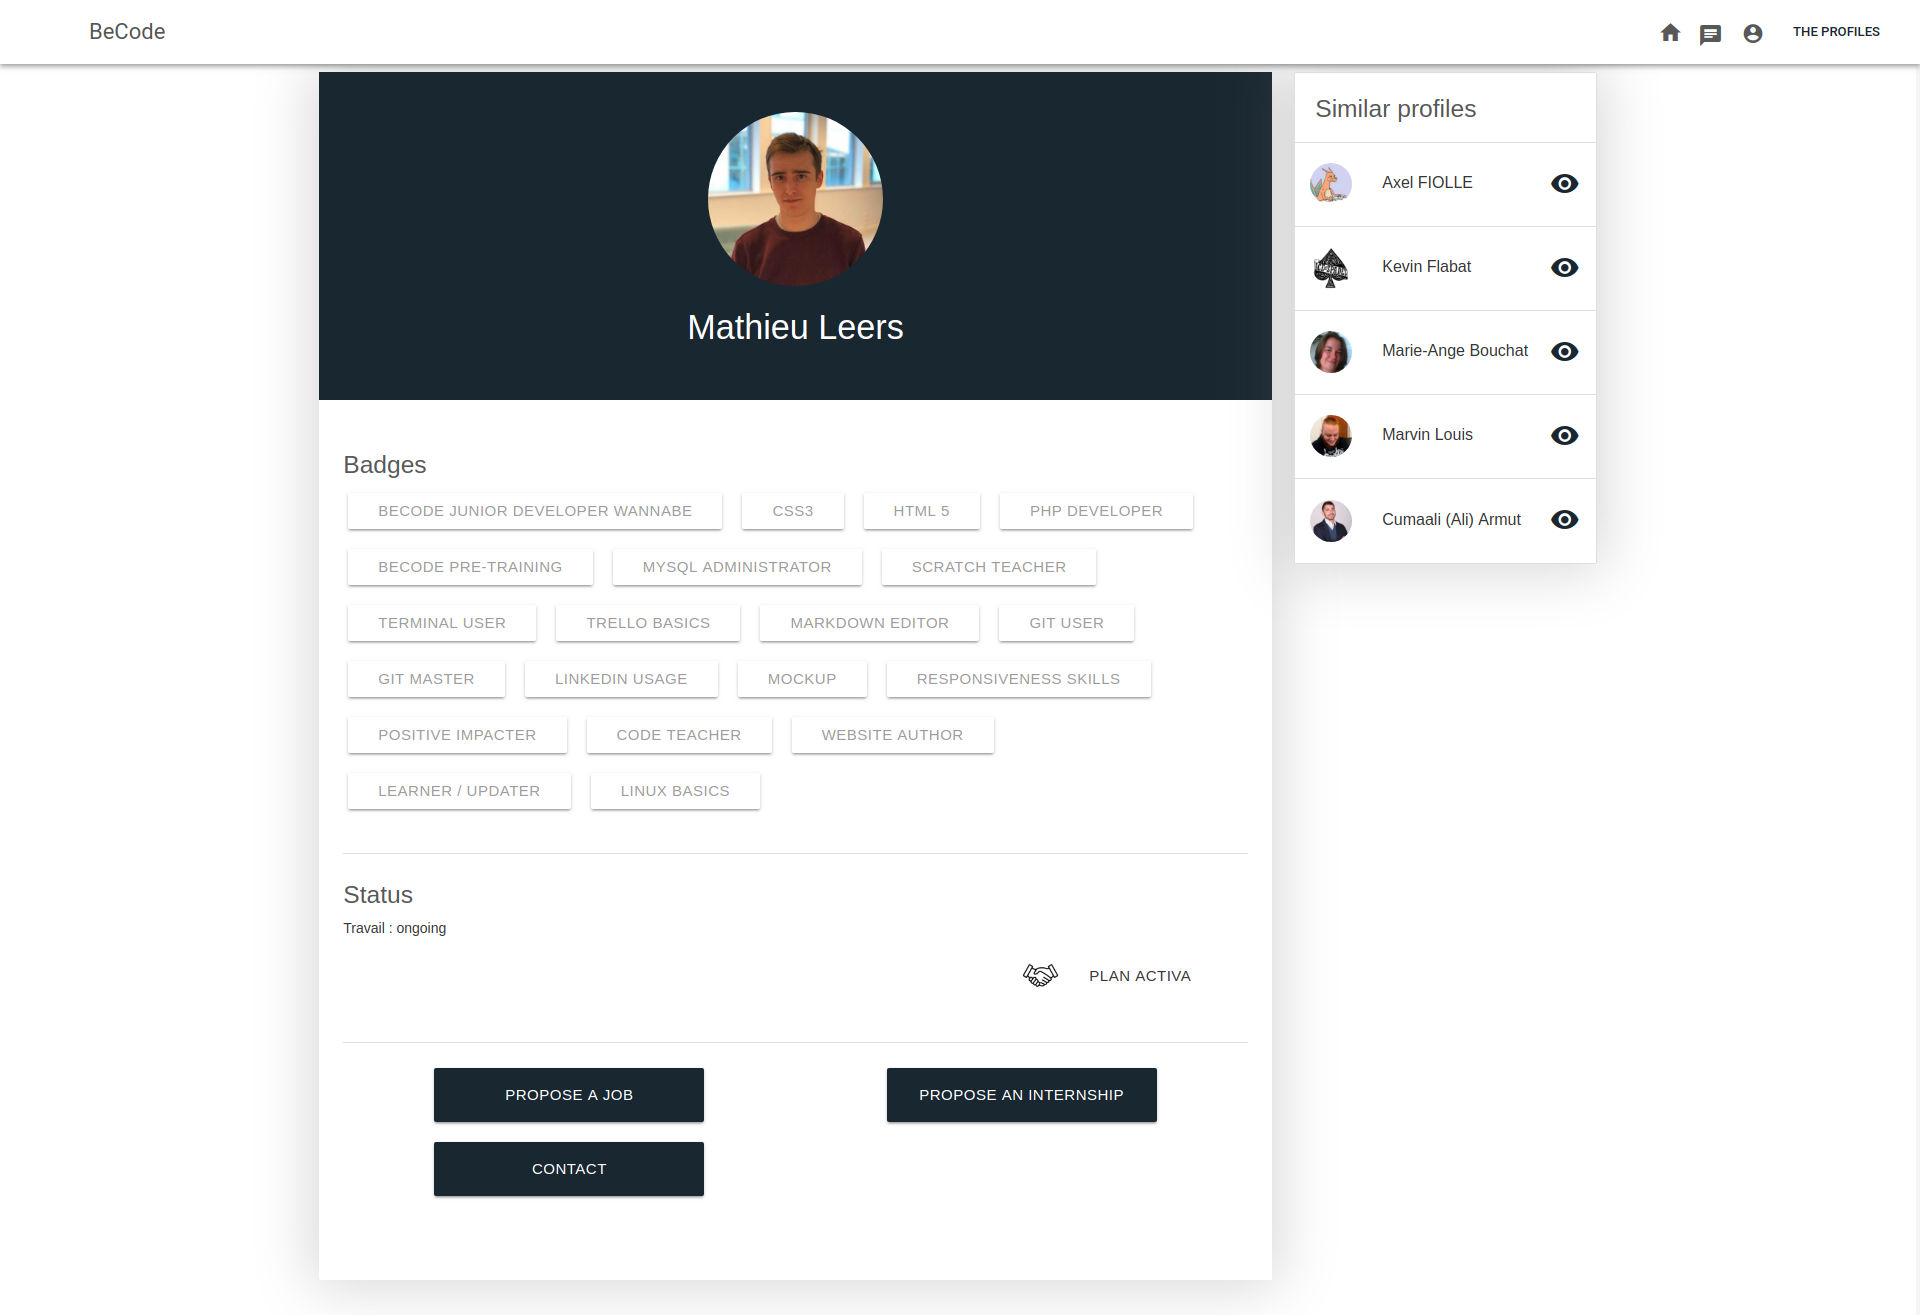 BeCode
THE PROFILES
Mathieu Leers
Badges
BECODE JUNIOR DEVELOPER WANNABE CSS3 HTML 5 PHP DEVELOPER
BECODE PRE-TRAINING MYSQL ADMINISTRATOR SCRATCH TEACHER
TERMINAL USER TRELLO BASICS MARKDOWN EDITOR GIT USER
GIT MASTER LINKEDIN USAGE MOCKUP RESPONSIVENESS SKILLS
POSITIVE IMPACTER CODE TEACHER WEBSITE AUTHOR
LEARNER / UPDATER LINUX BASICS
Status
Travail : ongoing
PLAN ACTIVA
PROPOSE A JOB PROPOSE AN INTERNSHIP
CONTACT
Similar profiles
Axel FIOLLE
Kevin Flabat
Marie-Ange Bouchat
Marvin Louis
Cumaali (Ali) Armut